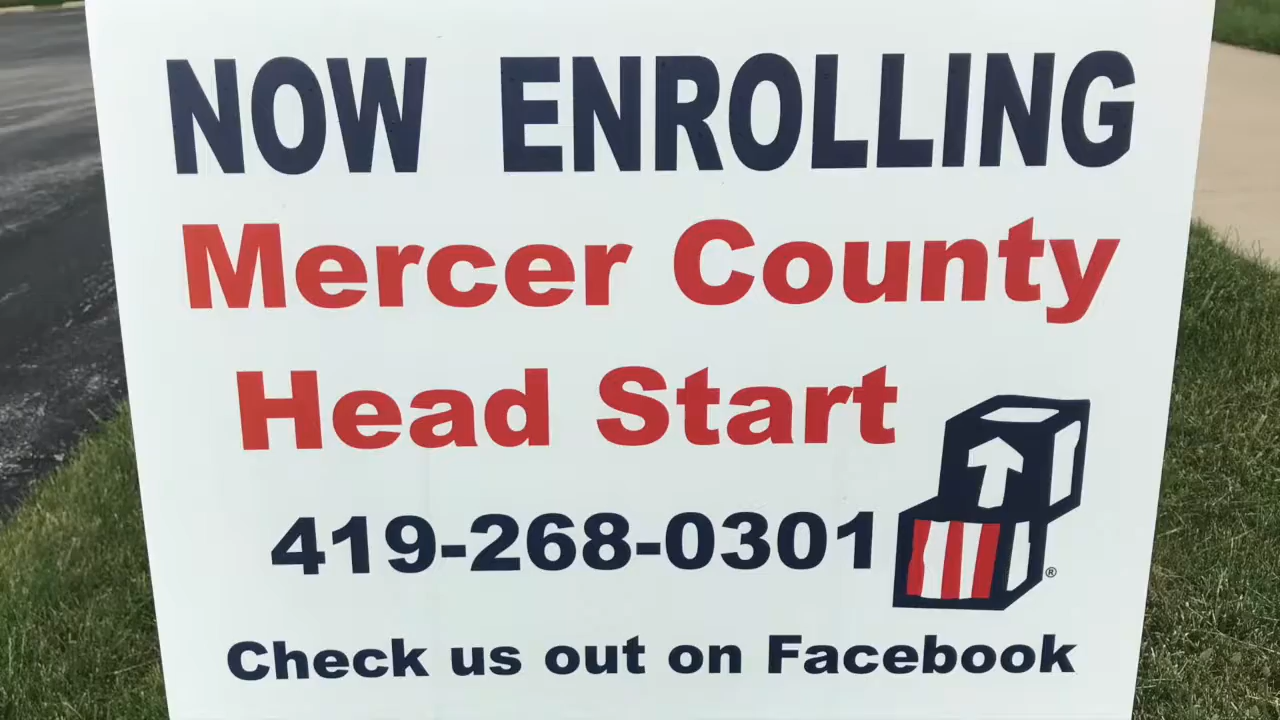 NOW ENROLLING
Mercer County
Head Start
419-268-0301
®
Check us out on Facebook